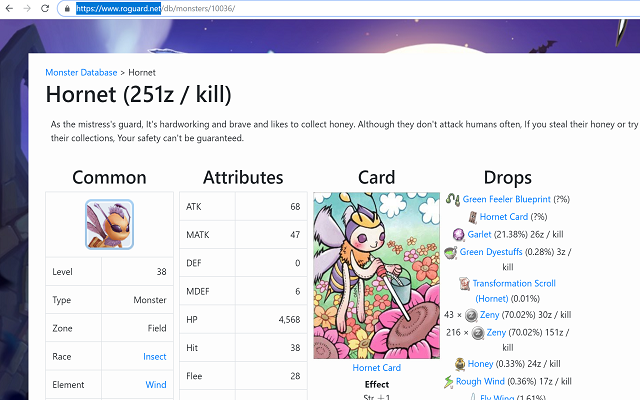 https://www.roguard.net/db/monsters/10036/
Monster Database > Hornet
Hornet (251z / kill)
As the mistress's guard, It's hardworking and brave and likes to collect honey. Although they don't attack humans often, If you steal their honey or try
their collections, Your safety can't be guaranteed.
Common
Level 38
Type Monster
Zone Field
Race Insect
Element Wind
Attributes
ATK 68
MATK 47
DEF 0
MDEF 6
HP 4,568
Hit 38
Flee 28
Card
Hornet Card
Effect
Str +1
Drops
Green Feeler Blueprint (?%)
Hornet Card (?%)
Garlet (21.38%) 26z / kill
Green Dyestuffs (0.28%) 3z /
kill
Transformation Scroll
(Hornet) (0.01%)
43 × Zeny (70.02%) 30z / kill
216 × Zeny (70.02%) 151z /
kill
Honey (0.33%) 24z / kill
Rough Wind (0.36%) 17z / kill
Fly Wing (1.61%)